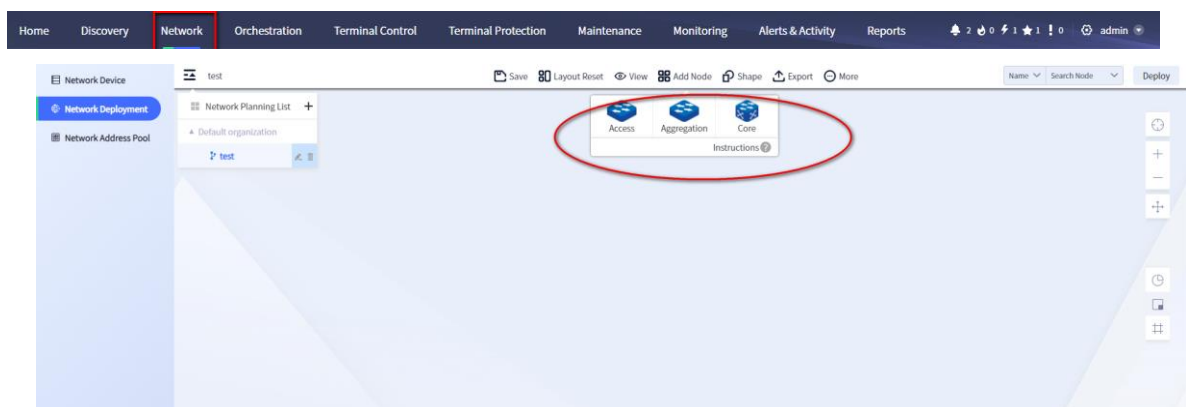 Home Discovery Network Orchestration Terminal Control Terminal Protection Maintenance Monitoring Alerts & Activity Reports 2 0 1 1 0 admin
Network Device
Network Deployment
Network Address Pool
test Save Layout Reset View Add Node Shape Export More Name Search Node Deploy
Network Planning List +
Default organization
test
Access Aggregation Core
Instructions ?